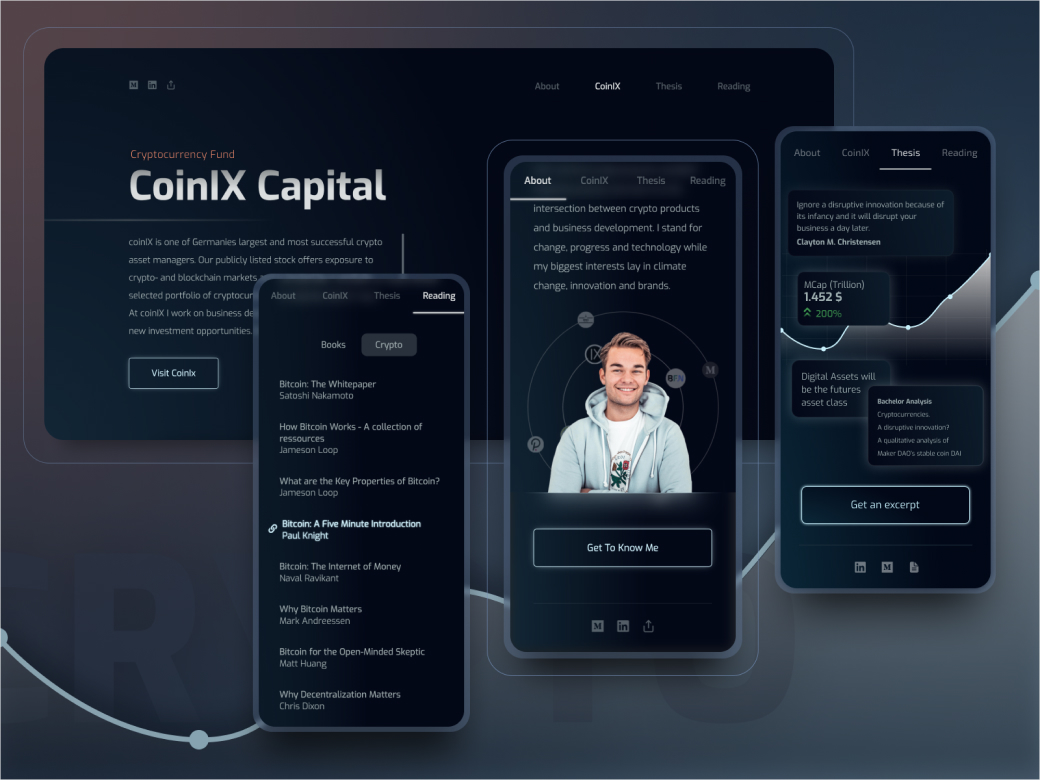 About
CoinIX
Thesis
Reading
Cryptocurrency Fund
CoinIX Capital
coinIX is one of Germanies largest and most successful crypto
asset managers. Our publicly listed stock offers exposure to
crypto- and blockchain markets
selected portfolio of
At coinIX I work on business
new investment opportunities.
Visit CoinIx
About
CoinIX
Thesis
Reading
Books
Crypto
Bitcoin: The Whitepaper
Satoshi Nakamoto
How Bitcoin Works - A collection of
ressources
Jameson Loop
What are the Key Properties of Bitcoin?
Jameson Loop
Bitcoin: A Five Minute Introduction
Paul Knight
Bitcoin: The Internet of Money
Naval Ravikant
Why Bitcoin Matters
Mark Andreessen
Bitcoin for the Open-Minded Skeptic
Matt Huang
Why Decentralization Matters
Chris Dixon
About
CoinIX
Thesis
Reading
intersection between crypto products
and business development. I stand for
change, progress and technology while
my biggest interests lay in climate
change, innovation and brands.
IX
BFN
M
Get To Know Me
About
CoinIX
Thesis
Reading
Ignore a disruptive innovation because of
its infancy and it will disrupt your
business a day later.
Clayton M. Christensen
MCap (Trillion)
1.452 $
200%
Digital Assets will
be the futures
asset class
Bachelor Analysis
Cryptocurrencies.
A disruptive innovation?
A qualitative analysis of
Maker DAO's stable coin DAI
Get an excerpt